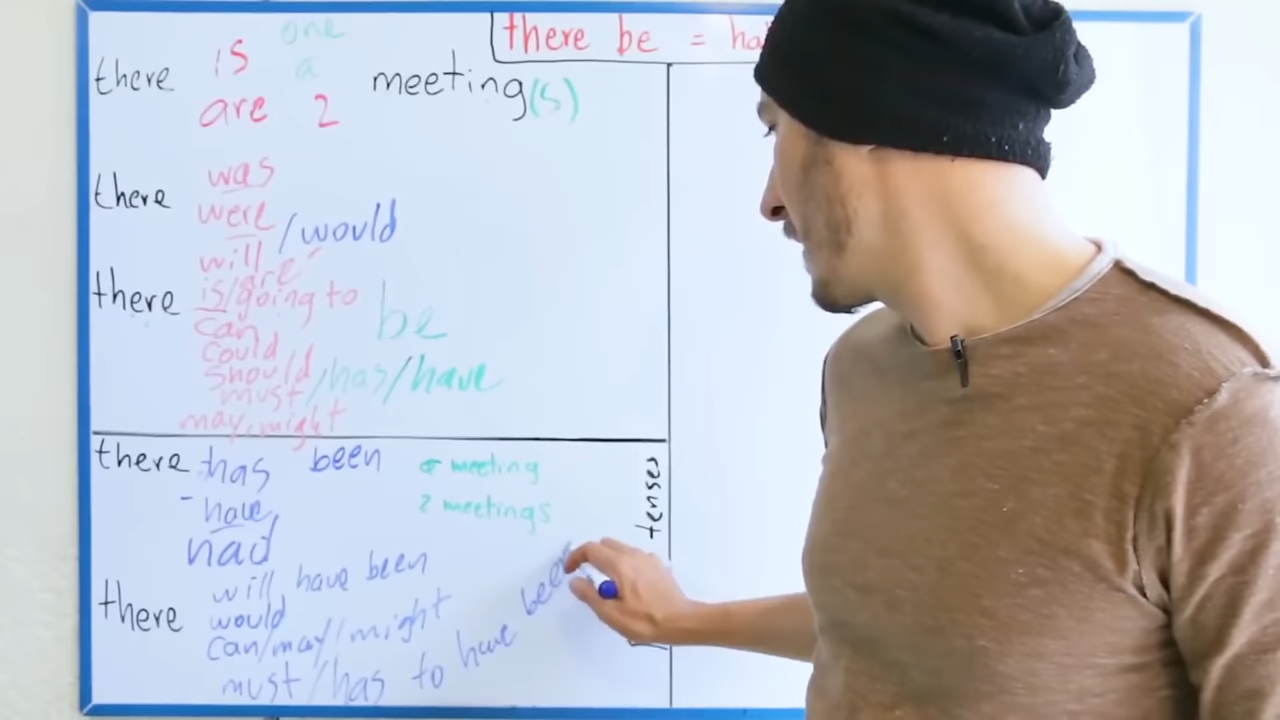 there be = ha
one
there is a meeting(s)
are 2
there was
were
/would
will
are
there is/going to be
can
could
should
must /has/have
may, might
there has been a meeting
- have 2 meetings
had
tenses
will have been
there would
can/may/might
must/has to have been